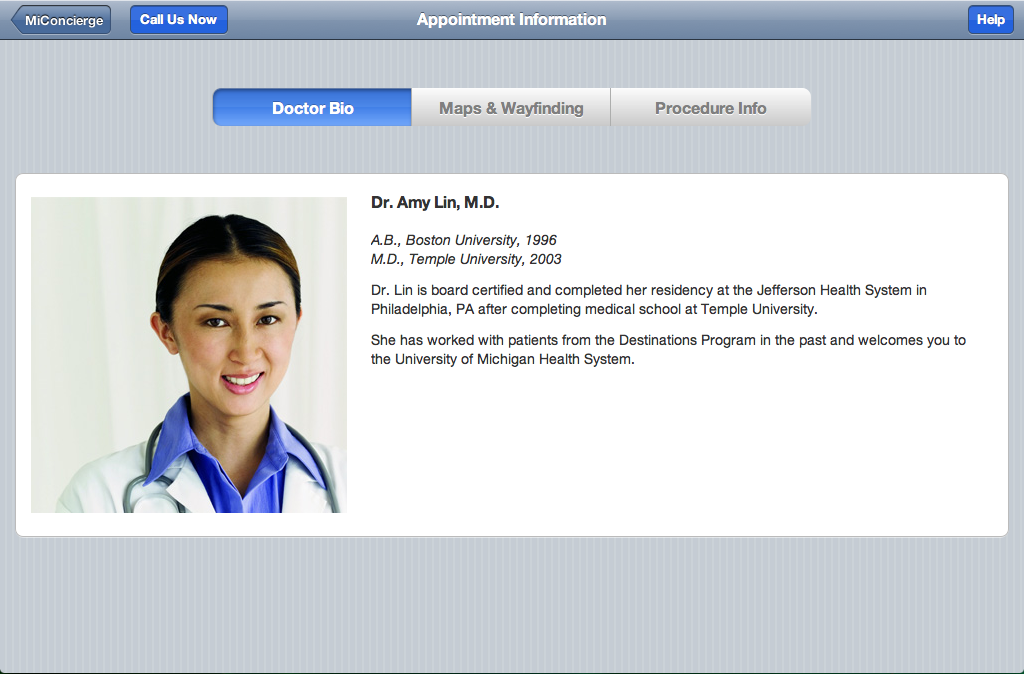 MiConcierge
Call Us Now
Appointment Information
Help
Doctor Bio
Maps & Wayfinding
Procedure Info
Dr. Amy Lin, M.D.
A.B., Boston University, 1996
M.D., Temple University, 2003
Dr. Lin is board certified and completed her residency at the Jefferson Health System in
Philadelphia, PA after completing medical school at Temple University.
She has worked with patients from the Destinations Program in the past and welcomes you to
the University of Michigan Health System.